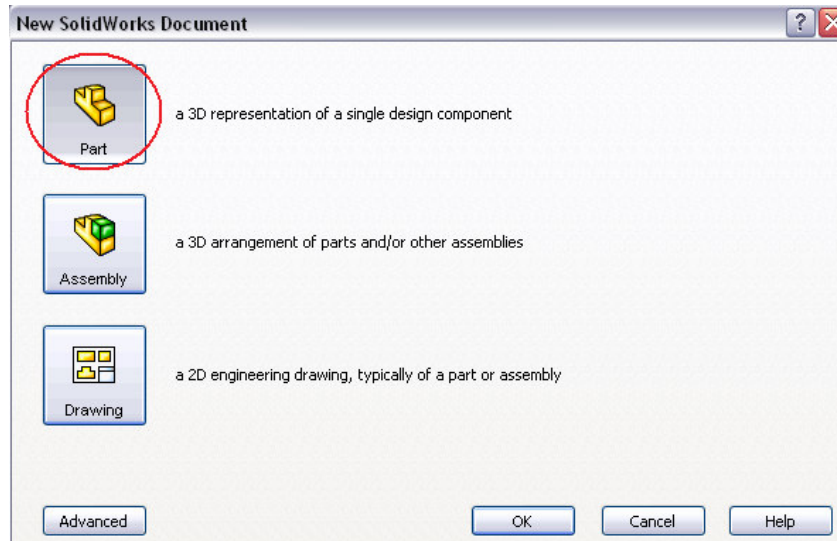 New SolidWorks Document
Part
a 3D representation of a single design component
Assembly
a 3D arrangement of parts and/or other assemblies
Drawing
a 2D engineering drawing, typically of a part or assembly
Advanced
OK
Cancel
Help